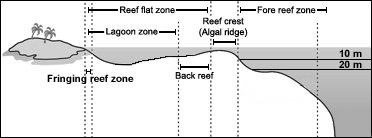 Reef flat zone
Reef crest
(Algal ridge)
Fore reef zone
Lagoon zone
10 m
20 m
Back reef
Fringing reef zone